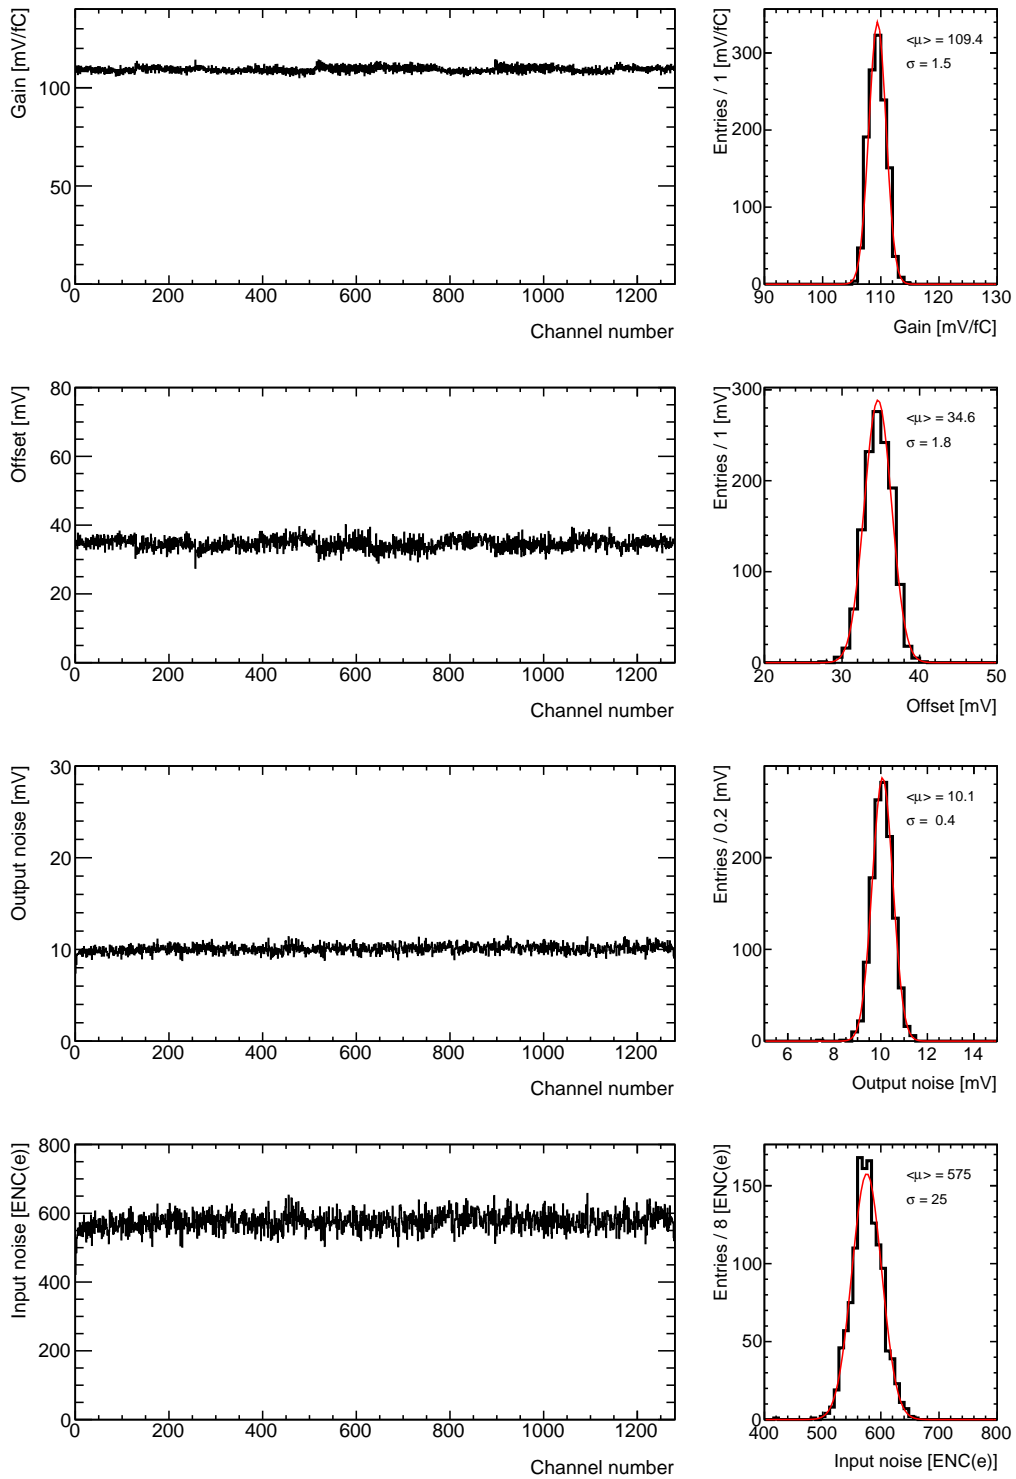 Gain [mV/fC]
100
50
0
0 200 400 600 800 1000 1200
Channel number
Entries / 1 [mV/fC]
300
200
100
0
90 100 110 120 130
Gain [mV/fC]
<μ> = 109.4
σ = 1.5
Offset [mV]
80
60
40
20
0
0 200 400 600 800 1000 1200
Channel number
Entries / 1 [mV]
300
200
100
0
20 30 40 50
Offset [mV]
<μ> = 34.6
σ = 1.8
Output noise [mV]
30
20
10
0
0 200 400 600 800 1000 1200
Channel number
Entries / 0.2 [mV]
200
100
0
6 8 10 12 14
Output noise [mV]
<μ> = 10.1
σ = 0.4
Input noise [ENC(e)]
800
600
400
200
0
0 200 400 600 800 1000 1200
Channel number
Entries / 8 [ENC(e)]
150
100
50
0
400 500 600 700 800
Input noise [ENC(e)]
<μ> = 575
σ = 25